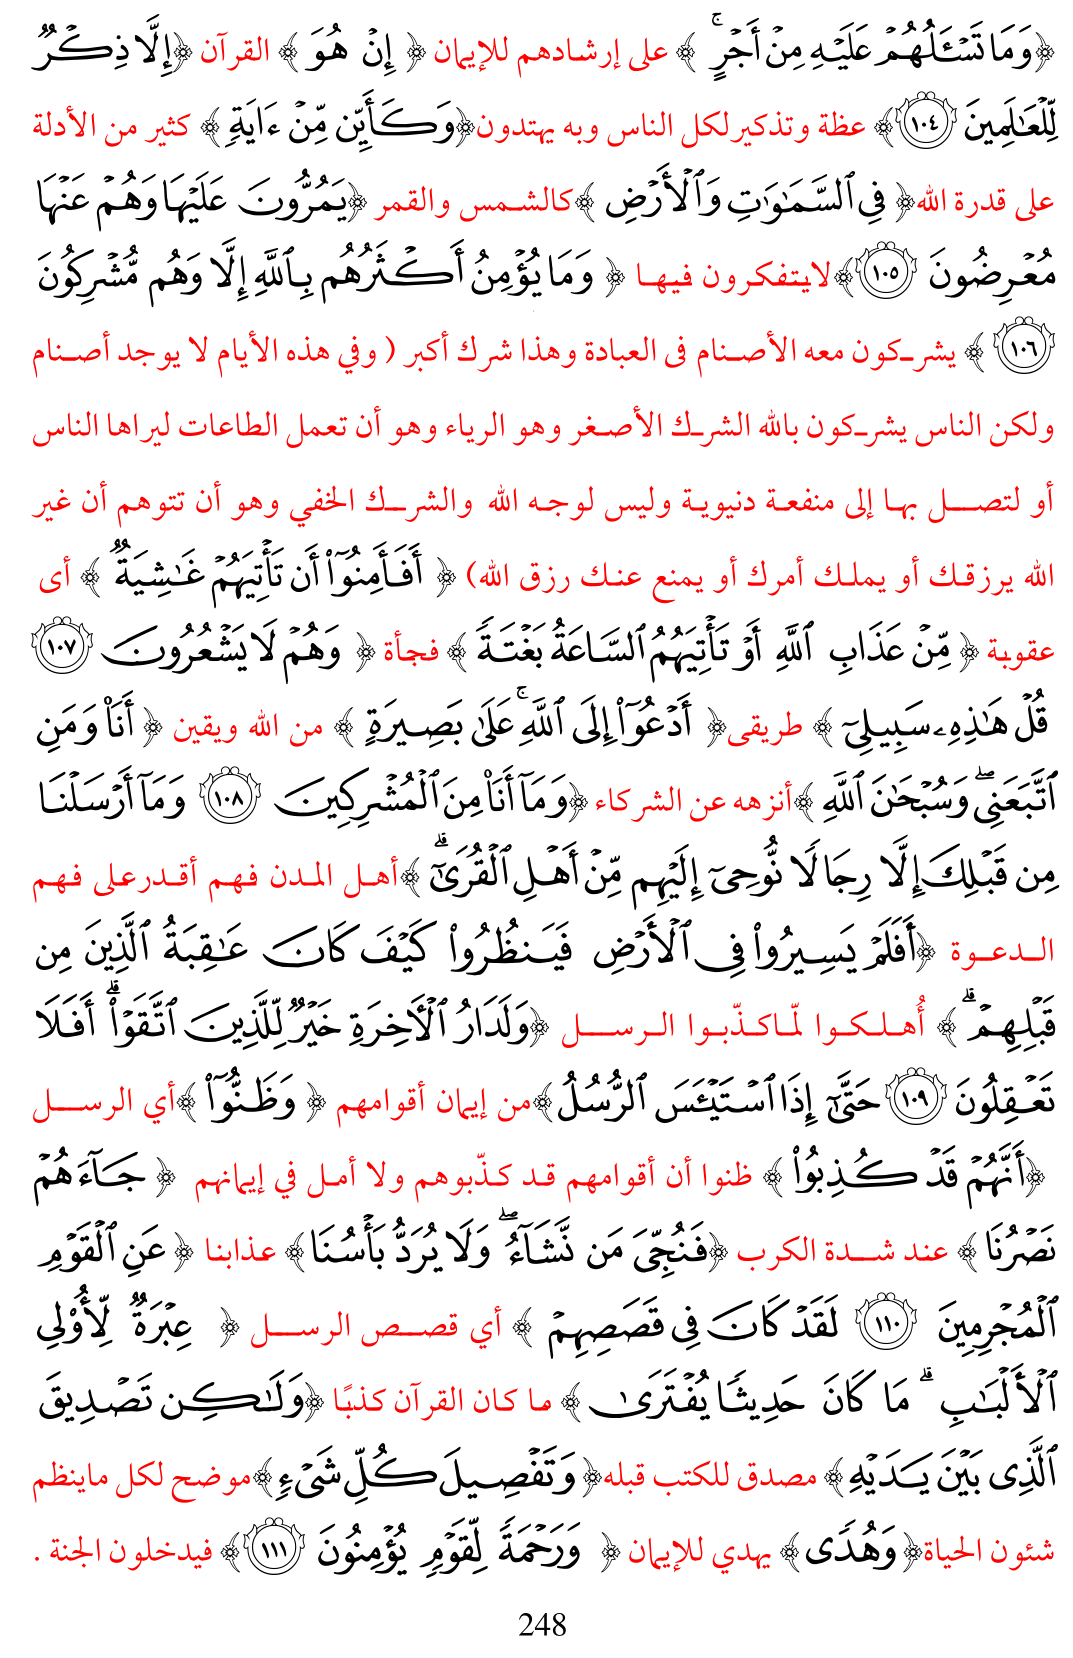 ﴿وَمَا تَسْـَٔلُهُمْ عَلَيْهِ مِنْ أَجْرٍ ۚ ﴾ على إرشادهم للإيمان ﴿ إِنْ هُوَ ﴾ القرآن ﴿إِلَّا ذِكْرٌ
لِّلْعَٰلَمِينَ ١٠٤﴾ عظة وتذكير لكل الناس وبه يهتدون﴿وَكَأَيِّن مِّنْ ءَايَةٍ ﴾ كثير من الأدلة
على قدرة الله﴿ فِى ٱلسَّمَٰوَٰتِ وَٱلْأَرْضِ ﴾كالشمس والقمر ﴿يَمُرُّونَ عَلَيْهَا وَهُمْ عَنْهَا
مُعْرِضُونَ ١٠٥﴾لايتفكرون فيها ﴿ وَمَا يُؤْمِنُ أَكْثَرُهُم بِٱللَّهِ إِلَّا وَهُم مُّشْرِكُونَ
١٠٦ ﴾ يشركون معه الأصنام فى العبادة وهذا شرك أكبر ( وفي هذه الأيام لا يوجد أصنام
ولكن الناس يشركون بالله الشرك الأصغر وهو الرياء وهو أن تعمل الطاعات ليراها الناس
أو لتصل بها إلى منفعة دنيوية وليس لوجه الله والشرك الخفي وهو أن تتوهم أن غير
الله يرزقك أو يملك أمرك أو يمنع عنك رزق الله) ﴿ أَفَأَمِنُوٓا۟ أَن تَأْتِيَهُمْ غَٰشِيَةٌ ﴾ أى
عقوبة ﴿ مِّنْ عَذَابِ ٱللَّهِ أَوْ تَأْتِيَهُمُ ٱلسَّاعَةُ بَغْتَةً ﴾ فجأة ﴿ وَهُمْ لَا يَشْعُرُونَ ١٠٧
قُلْ هَٰذِهِۦ سَبِيلِىٓ ﴾ طريقى﴿ أَدْعُوٓا۟ إِلَى ٱللَّهِ ۚ عَلَىٰ بَصِيرَةٍ ﴾ من الله ويقين ﴿ أَنَا۠ وَمَنِ
ٱتَّبَعَنِى ۖ وَسُبْحَٰنَ ٱللَّهِ ﴾أنزهه عن الشركاء ﴿وَمَآ أَنَا۠ مِنَ ٱلْمُشْرِكِينَ ١٠٨ وَمَآ أَرْسَلْنَا
مِن قَبْلِكَ إِلَّا رِجَالًا نُّوحِىٓ إِلَيْهِم مِّنْ أَهْلِ ٱلْقُرَىٰٓ ۗ ﴾أهل المدن فهم أقدر على فهم
الدعوة ﴿أَفَلَمْ يَسِيرُوا۟ فِى ٱلْأَرْضِ فَيَنظُرُوا۟ كَيْفَ كَانَ عَٰقِبَةُ ٱلَّذِينَ مِن
قَبْلِهِمْ ۗ ﴾ أُهلكوا لمّا كذّبوا الرسل ﴿وَلَدَارُ ٱلْـَٔاخِرَةِ خَيْرٌ لِّلَّذِينَ ٱتَّقَوْا۟ ۗ أَفَلَا
تَعْقِلُونَ ١٠٩ حَتَّىٰٓ إِذَا ٱسْتَيْـَٔسَ ٱلرُّسُلُ﴾من إيمان أقوامهم ﴿ وَظَنُّوٓا۟ ﴾أي الرسل
﴿أَنَّهُمْ قَدْ كُذِبُوا۟ ﴾ ظنوا أن أقوامهم قد كذّبوهم ولا أمل في إيمانهم ﴿ جَآءَهُمْ
نَصْرُنَا ﴾ عند شدة الكرب ﴿فَنُجِّىَ مَن نَّشَآءُ ۖ وَلَا يُرَدُّ بَأْسُنَا﴾ عذابنا ﴿ عَنِ ٱلْقَوْمِ
ٱلْمُجْرِمِينَ ١١٠ لَقَدْ كَانَ فِى قَصَصِهِمْ ﴾ أي قصص الرسل ﴿ عِبْرَةٌ لِّأُو۟لِى
ٱلْأَلْبَٰبِ ۗ مَا كَانَ حَدِيثًا يُفْتَرَىٰ ﴾ ما كان القرآن كذبًا ﴿وَلَٰكِن تَصْدِيقَ
ٱلَّذِى بَيْنَ يَدَيْهِ﴾ مصدق للكتب قبله﴿ وَتَفْصِيلَ كُلِّ شَىْءٍ﴾موضح لكل ماينظم
شئون الحياة﴿وَهُدًى﴾ يهدي للإيمان ﴿ وَرَحْمَةً لِّقَوْمٍ يُؤْمِنُونَ ١١١﴾ فيدخلون الجنة .
248